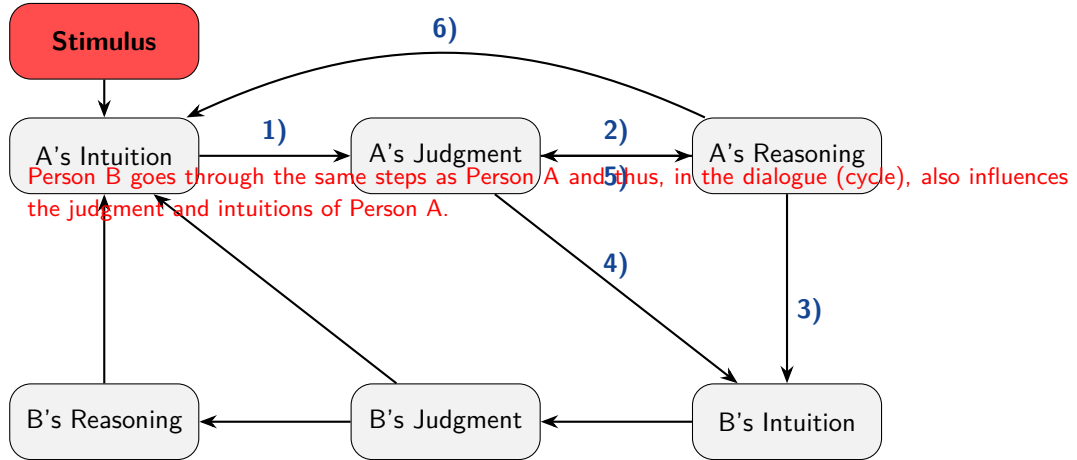 Stimulus
6)
1)
2)
A's Intuition
A's Judgment
A's Reasoning
5)
Person B goes through the same steps as Person A and thus, in the dialogue (cycle), also influences
the judgment and intuitions of Person A.
4)
3)
B's Reasoning
B's Judgment
B's Intuition